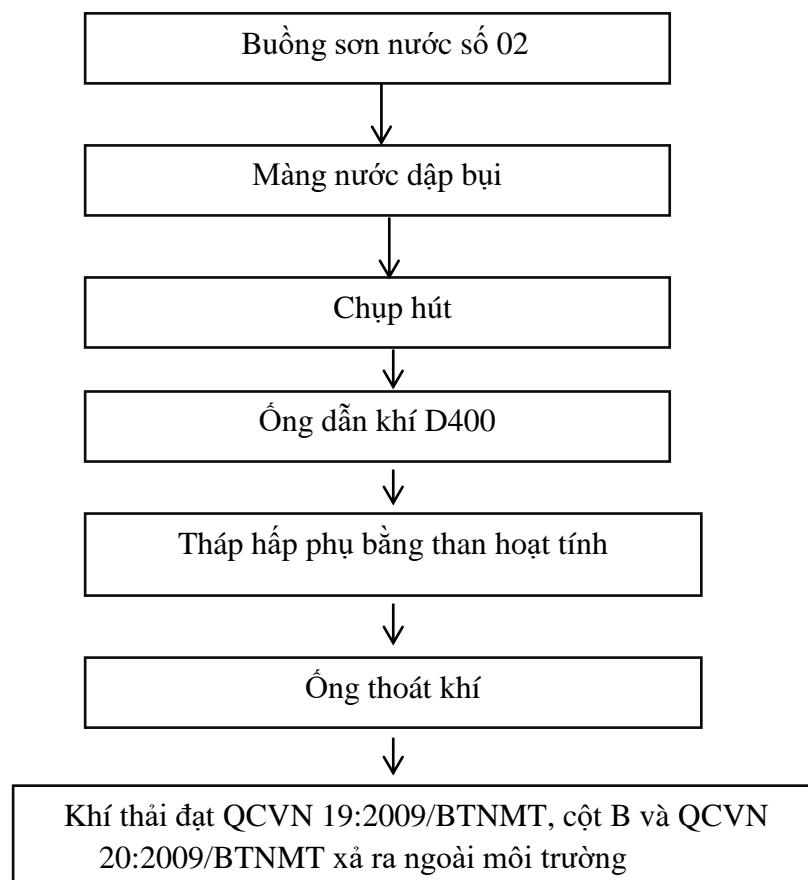 Buồng sơn nước số 02
Màng nước dập bụi
Chụp hút
Ống dẫn khí D400
Tháp hấp phụ bằng than hoạt tính
Ống thoát khí
Khí thải đạt QCVN 19:2009/BTNMT, cột B và QCVN
20:2009/BTNMT xả ra ngoài môi trường